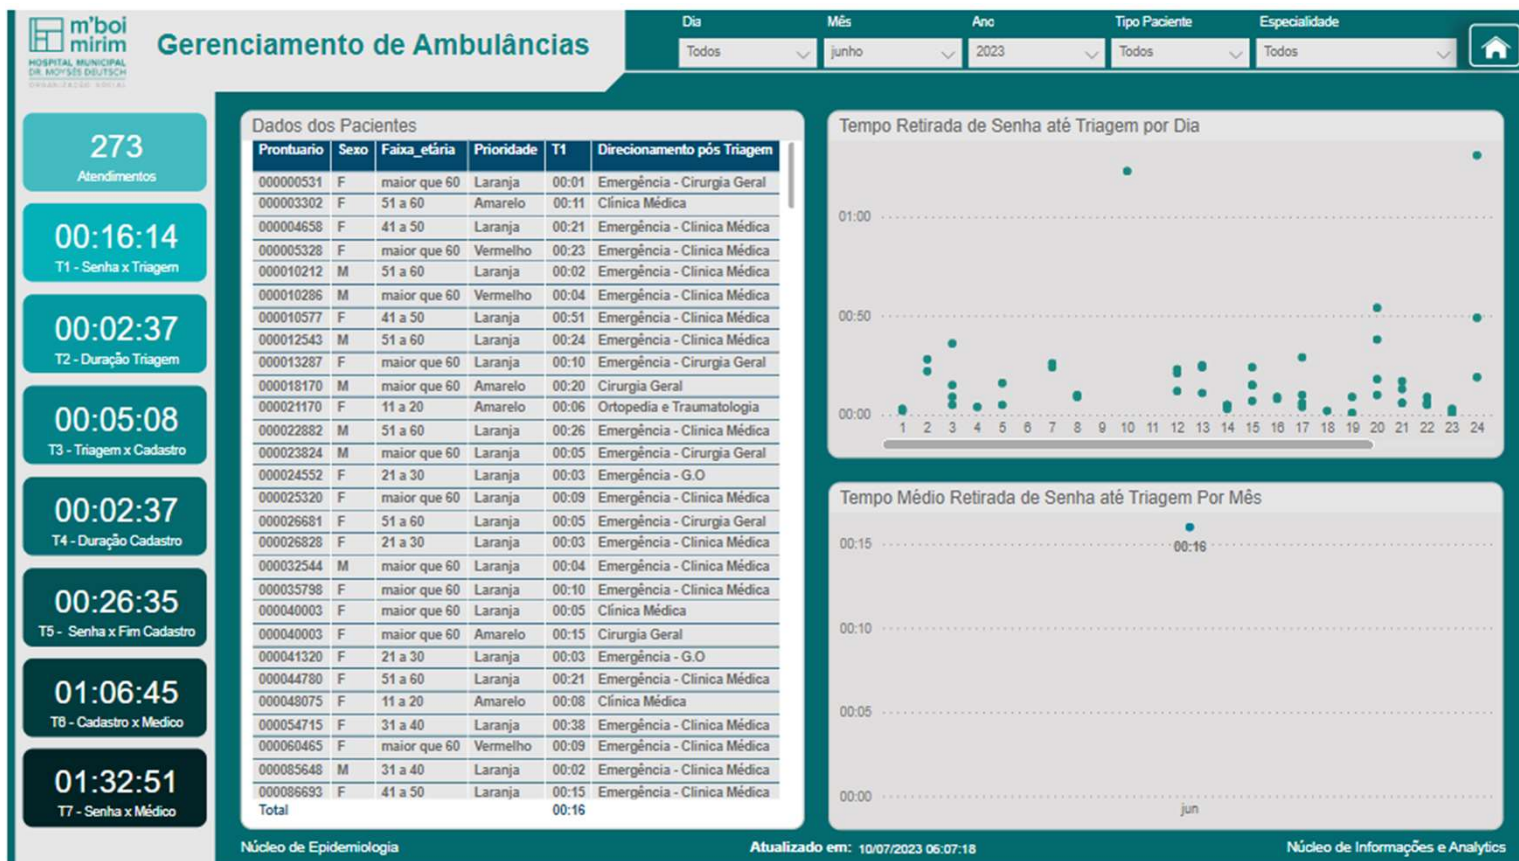 m'boi
mirim
HOSPITAL MUNICIPAL
DR. MOYSÉS DEUTSCH
ORGANIZAÇÃO SOCIAL
Gerenciamento de Ambulâncias
Dia Mês Ano Tipo Paciente Especialidade
Todos junho 2023 Todos Todos
273
Atendimentos
00:16:14
T1 - Senha x Triagem
00:02:37
T2 - Duração Triagem
00:05:08
T3 - Triagem x Cadastro
00:02:37
T4 - Duração Cadastro
00:26:35
T5 - Senha x Fim Cadastro
01:06:45
T6 - Cadastro x Medico
01:32:51
T7 - Senha x Médico
Dados dos Pacientes
Prontuario Sexo Faixa_etária Prioridade T1 Direcionamento pós Triagem
000000531 F maior que 60 Laranja 00:01 Emergência - Cirurgia Geral
000003302 F 51 a 60 Amarelo 00:11 Clínica Médica
000004658 F 41 a 50 Laranja 00:21 Emergência - Clinica Médica
000005328 F maior que 60 Vermelho 00:23 Emergência - Clinica Médica
000010212 M 51 a 60 Laranja 00:02 Emergência - Clinica Médica
000010286 M maior que 60 Vermelho 00:04 Emergência - Clinica Médica
000010577 F 41 a 50 Laranja 00:51 Emergência - Clinica Médica
000012543 M 51 a 60 Laranja 00:24 Emergência - Clinica Médica
000013287 F maior que 60 Laranja 00:10 Emergência - Cirurgia Geral
000018170 M maior que 60 Amarelo 00:20 Cirurgia Geral
000021170 F 11 a 20 Amarelo 00:06 Ortopedia e Traumatologia
000022882 M 51 a 60 Laranja 00:26 Emergência - Clinica Médica
000023824 M maior que 60 Laranja 00:05 Emergência - Cirurgia Geral
000024552 F 21 a 30 Laranja 00:03 Emergência - G.O
000025320 F maior que 60 Laranja 00:09 Emergência - Clinica Médica
000026681 F 51 a 60 Laranja 00:05 Emergência - Cirurgia Geral
000026828 F 21 a 30 Laranja 00:03 Emergência - Clinica Médica
000032544 M maior que 60 Laranja 00:04 Emergência - Clinica Médica
000035798 F maior que 60 Laranja 00:10 Emergência - Clinica Médica
000040003 F maior que 60 Laranja 00:05 Clínica Médica
000040003 F maior que 60 Amarelo 00:15 Cirurgia Geral
000041320 F 21 a 30 Laranja 00:03 Emergência - G.O
000044780 F 51 a 60 Laranja 00:21 Emergência - Clinica Médica
000048075 F 11 a 20 Amarelo 00:08 Clínica Médica
000054715 F 31 a 40 Laranja 00:38 Emergência - Clinica Médica
000060465 F maior que 60 Vermelho 00:09 Emergência - Clinica Médica
000085648 M 31 a 40 Laranja 00:02 Emergência - Clinica Médica
000086693 F 41 a 50 Laranja 00:15 Emergência - Clinica Médica
Total 00:16
Tempo Retirada de Senha até Triagem por Dia
01:00
00:50
00:00
1 2 3 4 5 6 7 8 9 10 11 12 13 14 15 16 17 18 19 20 21 22 23 24
Tempo Médio Retirada de Senha até Triagem Por Mês
00:15
00:16
00:10
00:05
00:00
jun
Núcleo de Epidemiologia
Atualizado em: 10/07/2023 06:07:18
Núcleo de Informações e Analytics